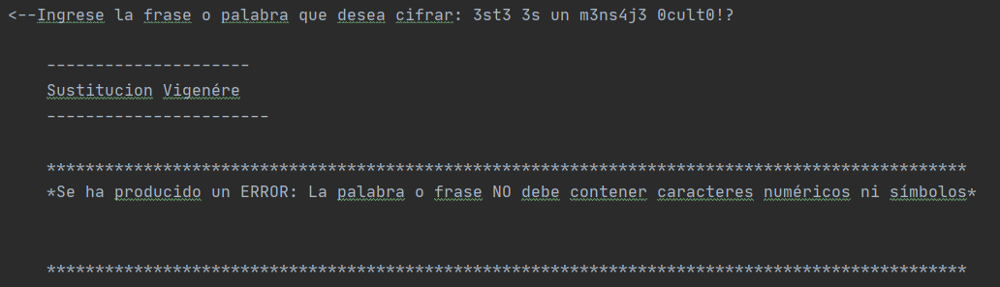 <--Ingrese la frase o palabra que desea cifrar: 3st3 3s un m3ns4j3 0cult0!?
---------------------
Sustitucion Vigenére
-----------------------
***********************************************************************************************
*Se ha producido un ERROR: La palabra o frase NO debe contener caracteres numéricos ni símbolos*
***********************************************************************************************